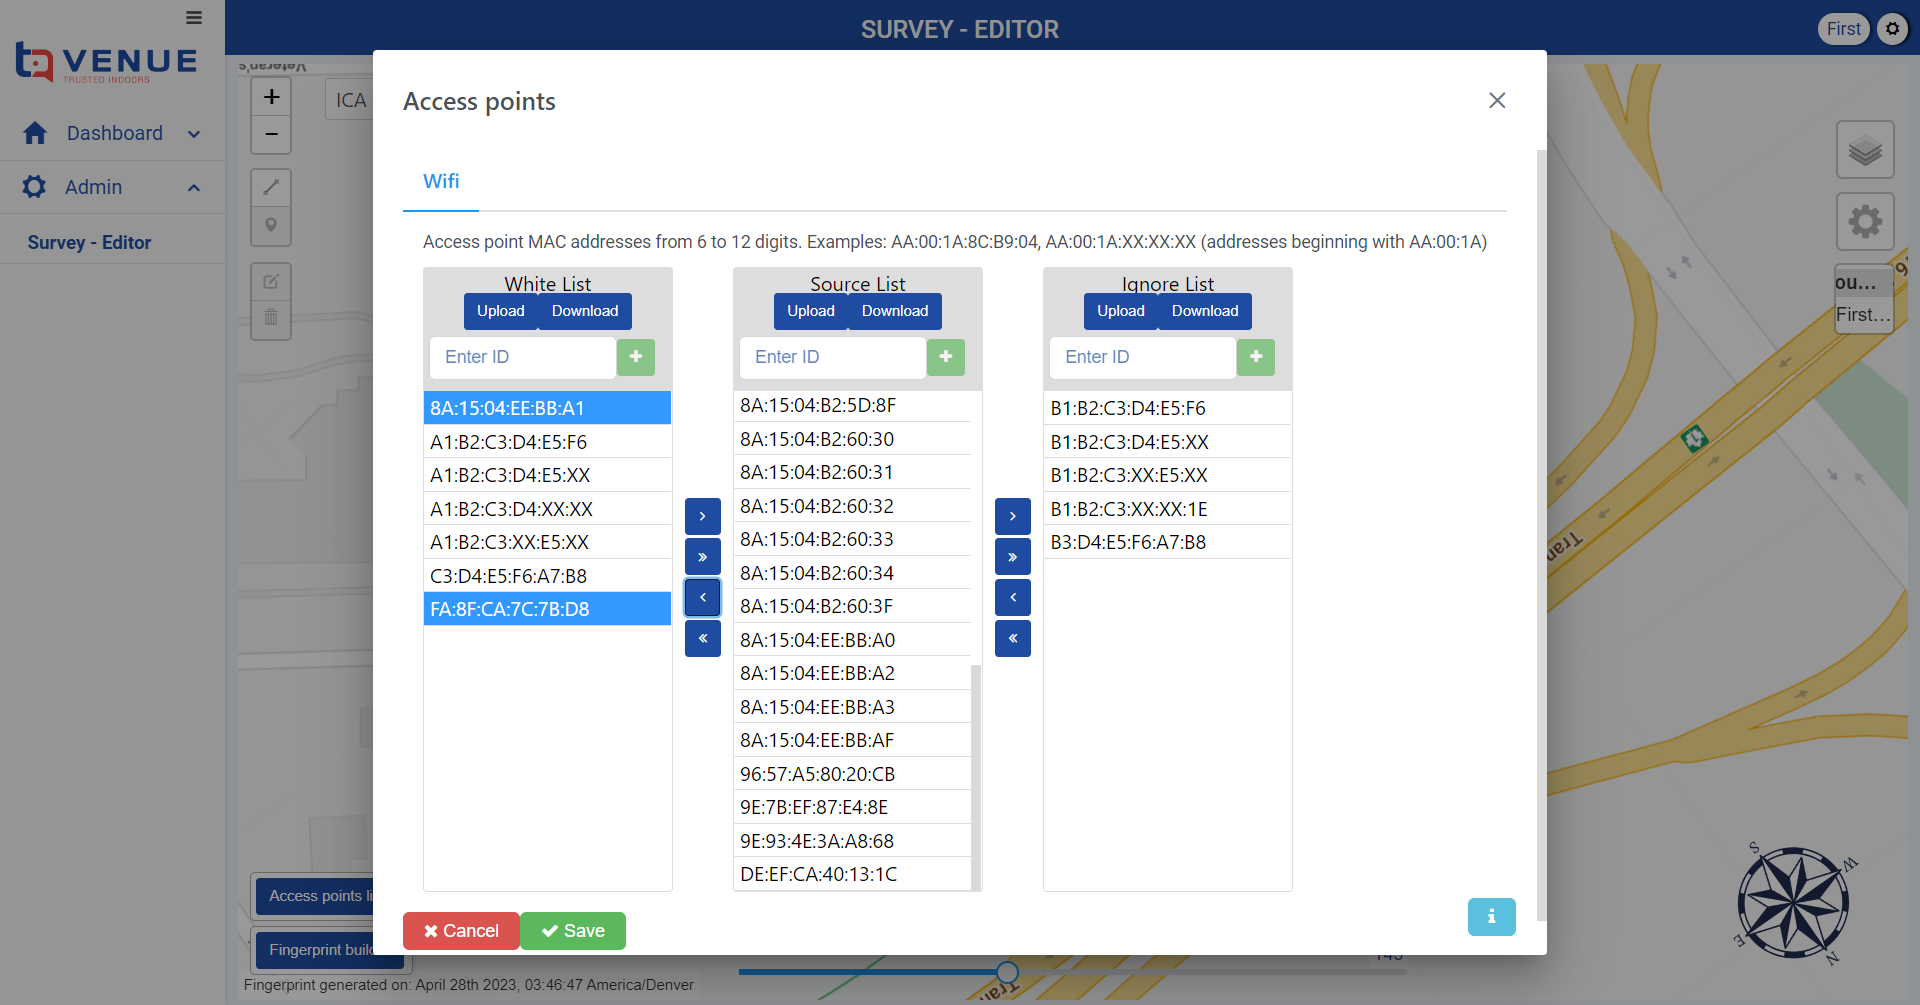 SURVEY - EDITOR
First
VENUE
TRUSTED INDOORS
Dashboard
Admin
Survey - Editor
Veteran's
+
−
ICA
Access points
Wifi
Access point MAC addresses from 6 to 12 digits. Examples: AA:00:1A:8C:B9:04, AA:00:1A:XX:XX:XX (addresses beginning with AA:00:1A)
White List
Upload Download
Enter ID
8A:15:04:EE:BB:A1
A1:B2:C3:D4:E5:F6
A1:B2:C3:D4:E5:XX
A1:B2:C3:D4:XX:XX
A1:B2:C3:XX:E5:XX
C3:D4:E5:F6:A7:B8
FA:8F:CA:7C:7B:D8
Source List
Upload Download
Enter ID
8A:15:04:B2:5D:8F
8A:15:04:B2:60:30
8A:15:04:B2:60:31
8A:15:04:B2:60:32
8A:15:04:B2:60:33
8A:15:04:B2:60:34
8A:15:04:B2:60:3F
8A:15:04:EE:BB:A0
8A:15:04:EE:BB:A2
8A:15:04:EE:BB:A3
8A:15:04:EE:BB:AF
96:57:A5:80:20:CB
9E:7B:EF:87:E4:8E
9E:93:4E:3A:A8:68
DE:EF:CA:40:13:1C
Ignore List
Upload Download
Enter ID
B1:B2:C3:D4:E5:F6
B1:B2:C3:D4:E5:XX
B1:B2:C3:XX:E5:XX
B1:B2:C3:XX:XX:1E
B3:D4:E5:F6:A7:B8
Cancel
Save
ou...
First...
Tran
Tran
S
W
E
N
Access points li
Fingerprint buil
Fingerprint generated on: April 28th 2023, 03:46:47 America/Denver